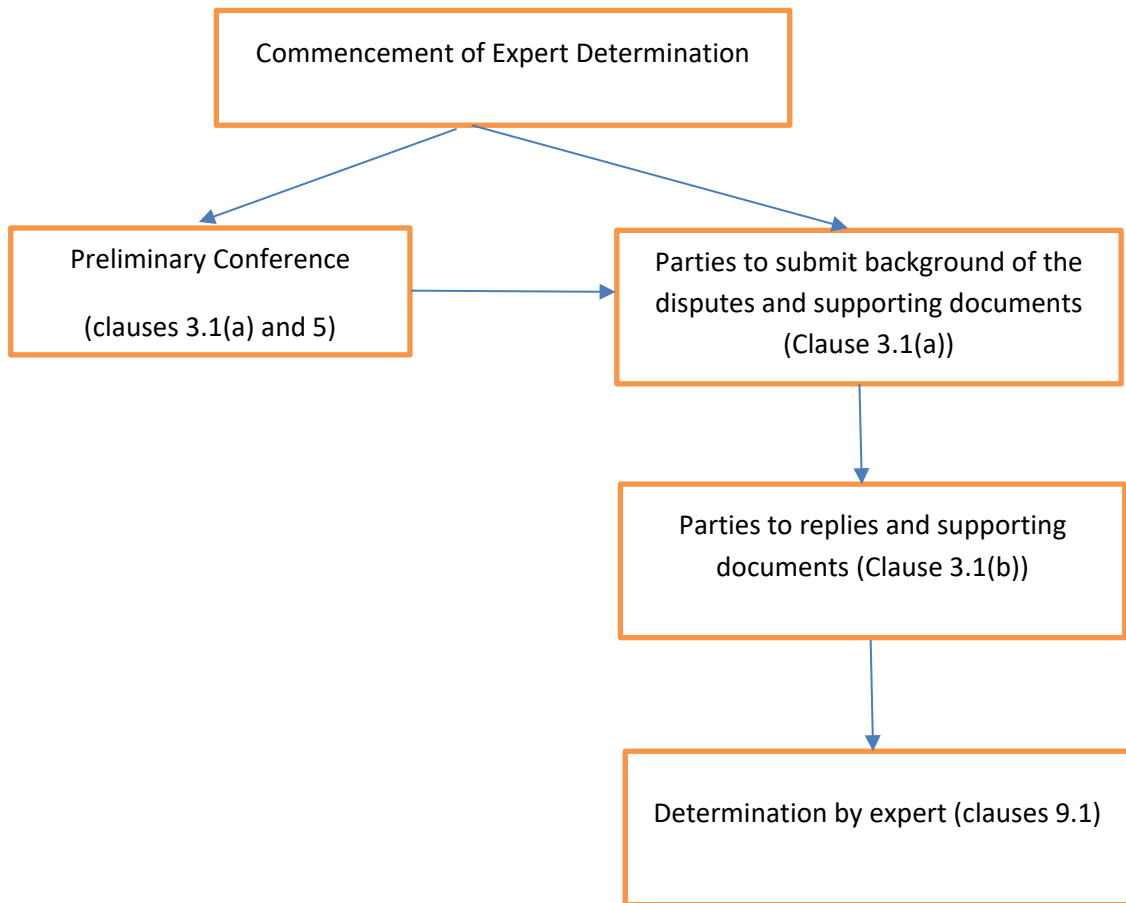 Commencement of Expert Determination
Preliminary Conference
(clauses 3.1(a) and 5)
Parties to submit background of the
disputes and supporting documents
(Clause 3.1(a))
Parties to replies and supporting
documents (Clause 3.1(b))
Determination by expert (clauses 9.1)